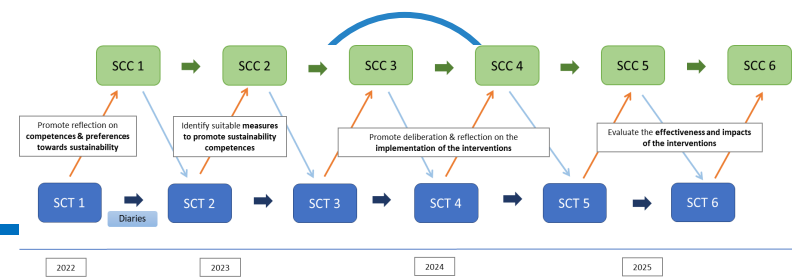 SCC 1
SCC 2
SCC 3
SCC 4
SCC 5
SCC 6
Promote reflection on
competences & preferences
towards sustainability
Identify suitable measures
to promote sustainability
competences
Promote deliberation & reflection on the
implementation of the interventions
Evaluate the effectiveness and impacts
of the interventions
SCT 1
SCT 2
SCT 3
SCT 4
SCT 5
SCT 6
Diaries
2022
2023
2024
2025